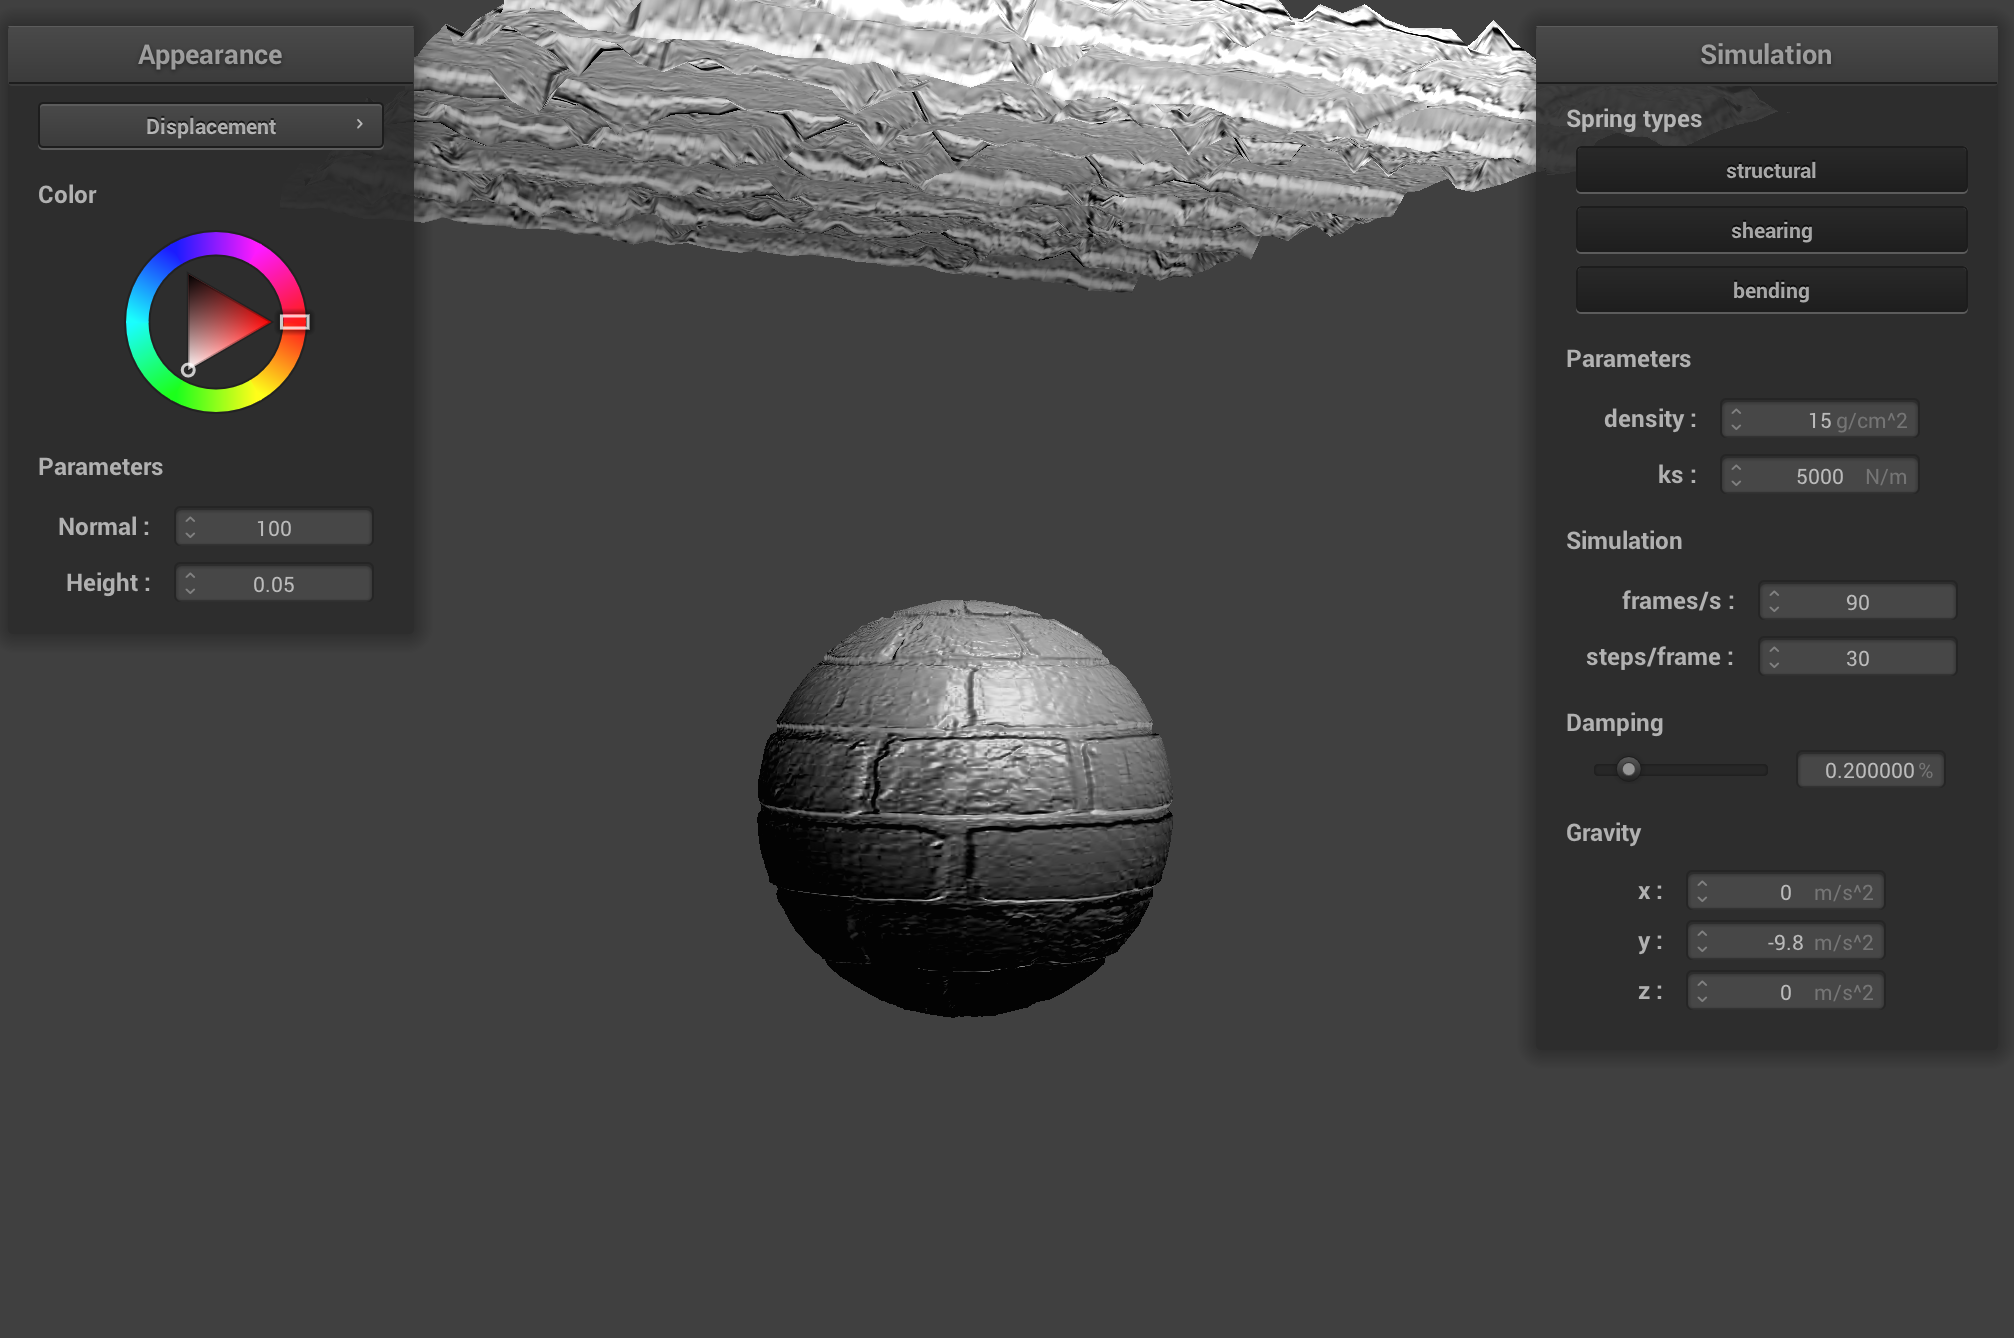 Appearance
Displacement
Color
Parameters
Normal : 100
Height : 0.05
Simulation
Spring types
structural
shearing
bending
Parameters
density : 15 g/cm^2
ks : 5000 N/m
Simulation
frames/s : 90
steps/frame : 30
Damping
0.200000 %
Gravity
x : 0 m/s^2
y : -9.8 m/s^2
z : 0 m/s^2